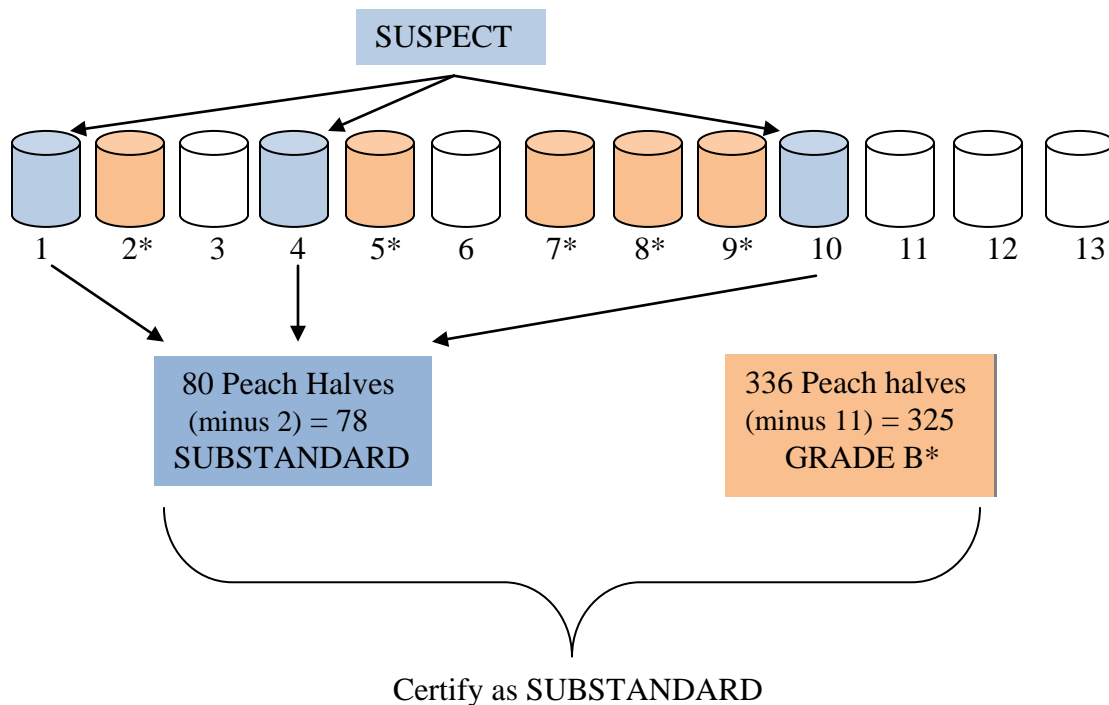 SUSPECT
1 2* 3 4 5* 6 7* 8* 9* 10 11 12 13
80 Peach Halves
(minus 2) = 78
SUBSTANDARD
336 Peach halves
(minus 11) = 325
GRADE B*
Certify as SUBSTANDARD